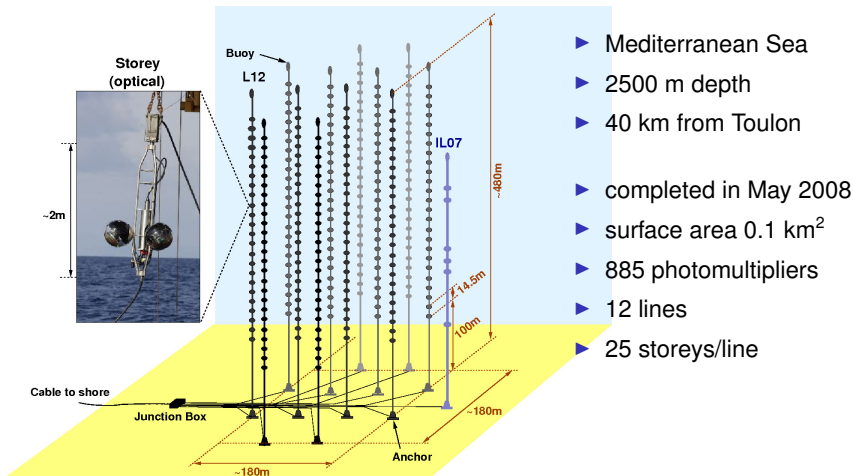 Storey
(optical)
Buoy
L12
IL07
~2m
~480m
14.5m
100m
Cable to shore
Junction Box
Anchor
~180m
~180m
Mediterranean Sea
2500 m depth
40 km from Toulon
completed in May 2008
surface area 0.1 km²
885 photomultipliers
12 lines
25 storeys/line